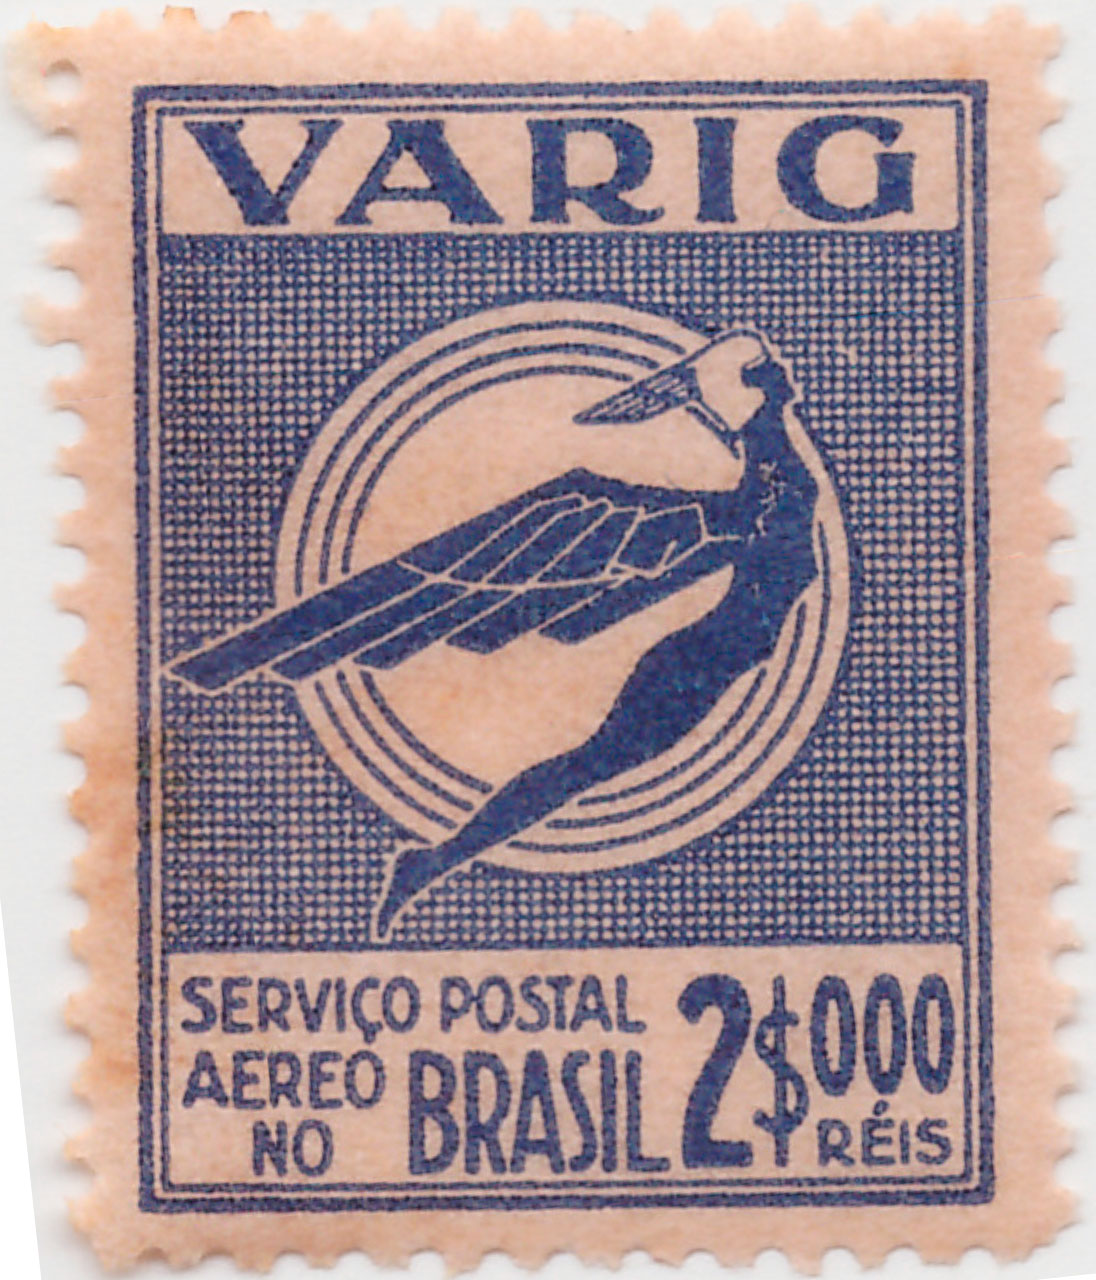 VARIG
SERVIÇO POSTAL
AEREO
NO BRASIL
2$000
RÉIS